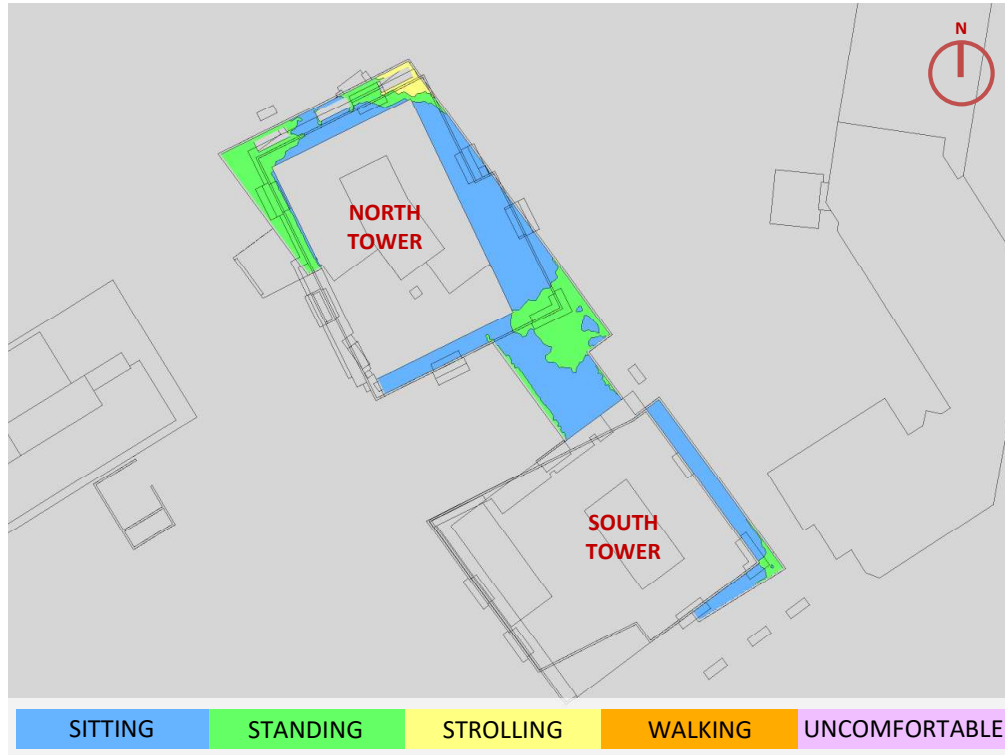 N
NORTH
TOWER
SOUTH
TOWER
SITTING STANDING STROLLING WALKING UNCOMFORTABLE